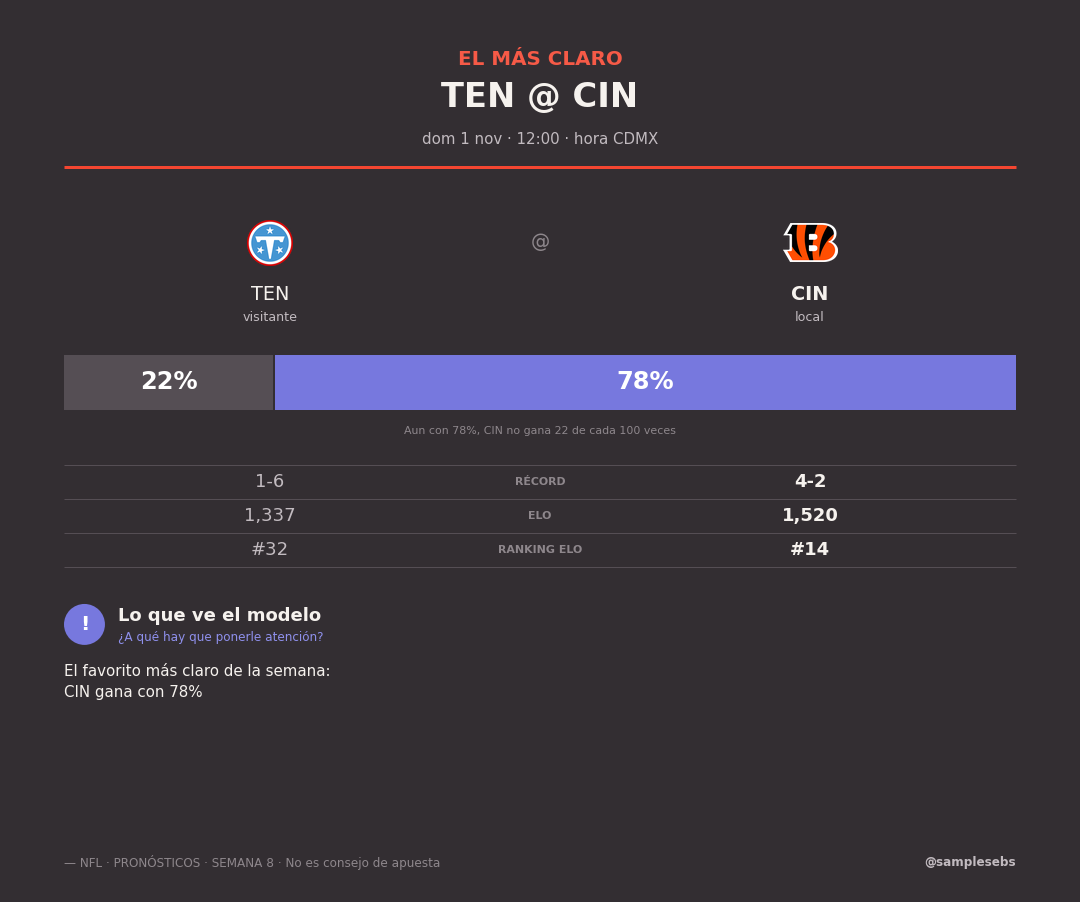 EL MÁS CLARO
TEN @ CIN
dom 1 nov · 12:00 · hora CDMX
@
TEN
CIN
visitante
local
22%
78%
Aun con 78%, CIN no gana 22 de cada 100 veces
1-6 RÉCORD 4-2
1,337 ELO 1,520
#32 RANKING ELO #14
!
Lo que ve el modelo
¿A qué hay que ponerle atención?
El favorito más claro de la semana:
CIN gana con 78%
— NFL · PRONÓSTICOS · SEMANA 8 · No es consejo de apuesta
@samplesebs